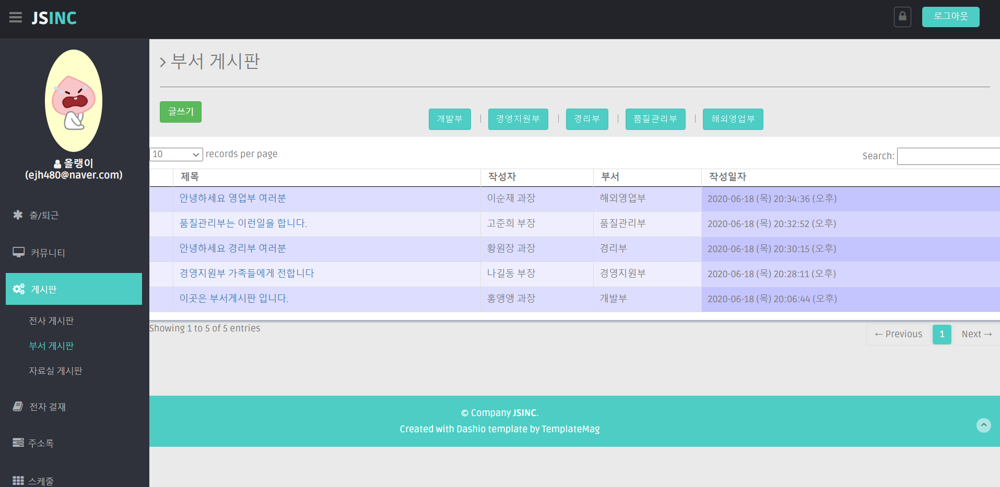 JSINC
로그아웃
올랭이
(ejh480@naver.com)
출/퇴근
커뮤니티
게시판
전사 게시판
부서 게시판
자료실 게시판
전자 결재
주소록
스케줄
부서 게시판
글쓰기
개발부 | 경영지원부 | 경리부 | 품질관리부 | 해외영업부
10 records per page
Search:
제목 작성자 부서 작성일자
안녕하세요 영업부 여러분 이순재 과장 해외영업부 2020-06-18 (목) 20:34:36 (오후)
품질관리부는 이런일을 합니다. 고준희 부장 품질관리부 2020-06-18 (목) 20:32:52 (오후)
안녕하세요 경리부 여러분 황원장 과장 경리부 2020-06-18 (목) 20:30:15 (오후)
경영지원부 가족들에게 전합니다 나길동 부장 경영지원부 2020-06-18 (목) 20:28:11 (오후)
이곳은 부서게시판 입니다. 홍앵앵 과장 개발부 2020-06-18 (목) 20:06:44 (오후)
Showing 1 to 5 of 5 entries
← Previous 1 Next →
© Company JSINC.
Created with Dashio template by TemplateMag